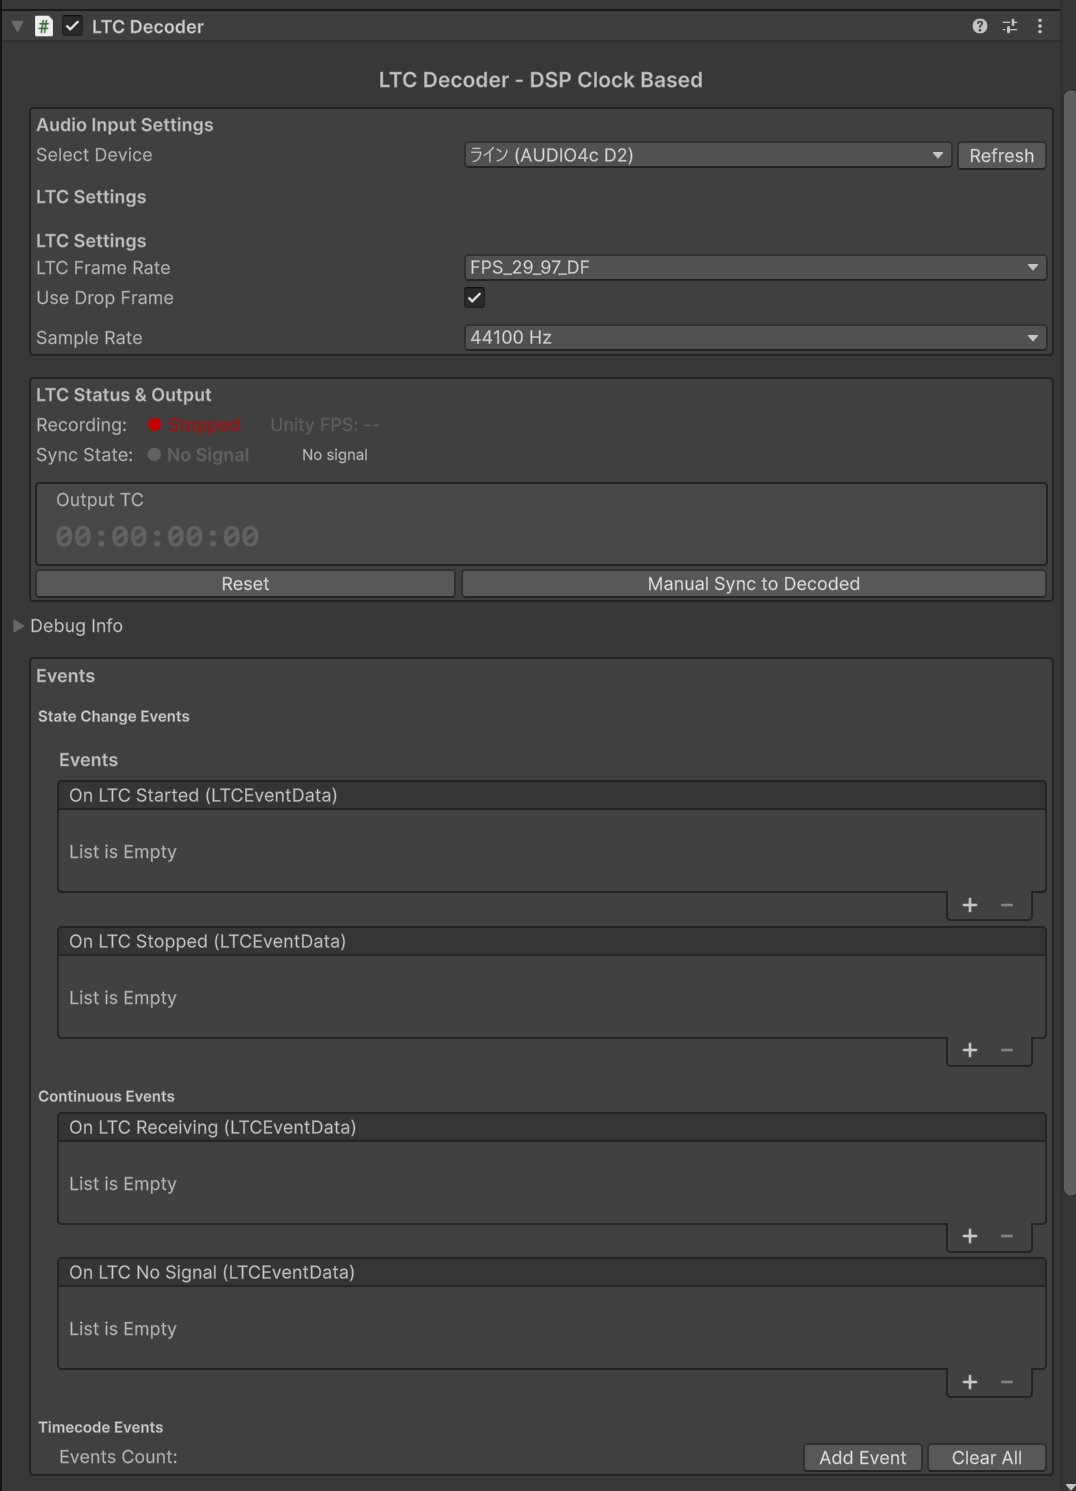 LTC Decoder
LTC Decoder - DSP Clock Based
Audio Input Settings
Select Device ライン (AUDIO4c D2) Refresh
LTC Settings
LTC Settings
LTC Frame Rate FPS_29_97_DF
Use Drop Frame
Sample Rate 44100 Hz
LTC Status & Output
Recording: Stopped Unity FPS: --
Sync State: No Signal No signal
Output TC
00:00:00:00
Reset Manual Sync to Decoded
Debug Info
Events
State Change Events
Events
On LTC Started (LTCEventData)
List is Empty
+ −
On LTC Stopped (LTCEventData)
List is Empty
+ −
Continuous Events
On LTC Receiving (LTCEventData)
List is Empty
+ −
On LTC No Signal (LTCEventData)
List is Empty
+ −
Timecode Events
Events Count: Add Event Clear All